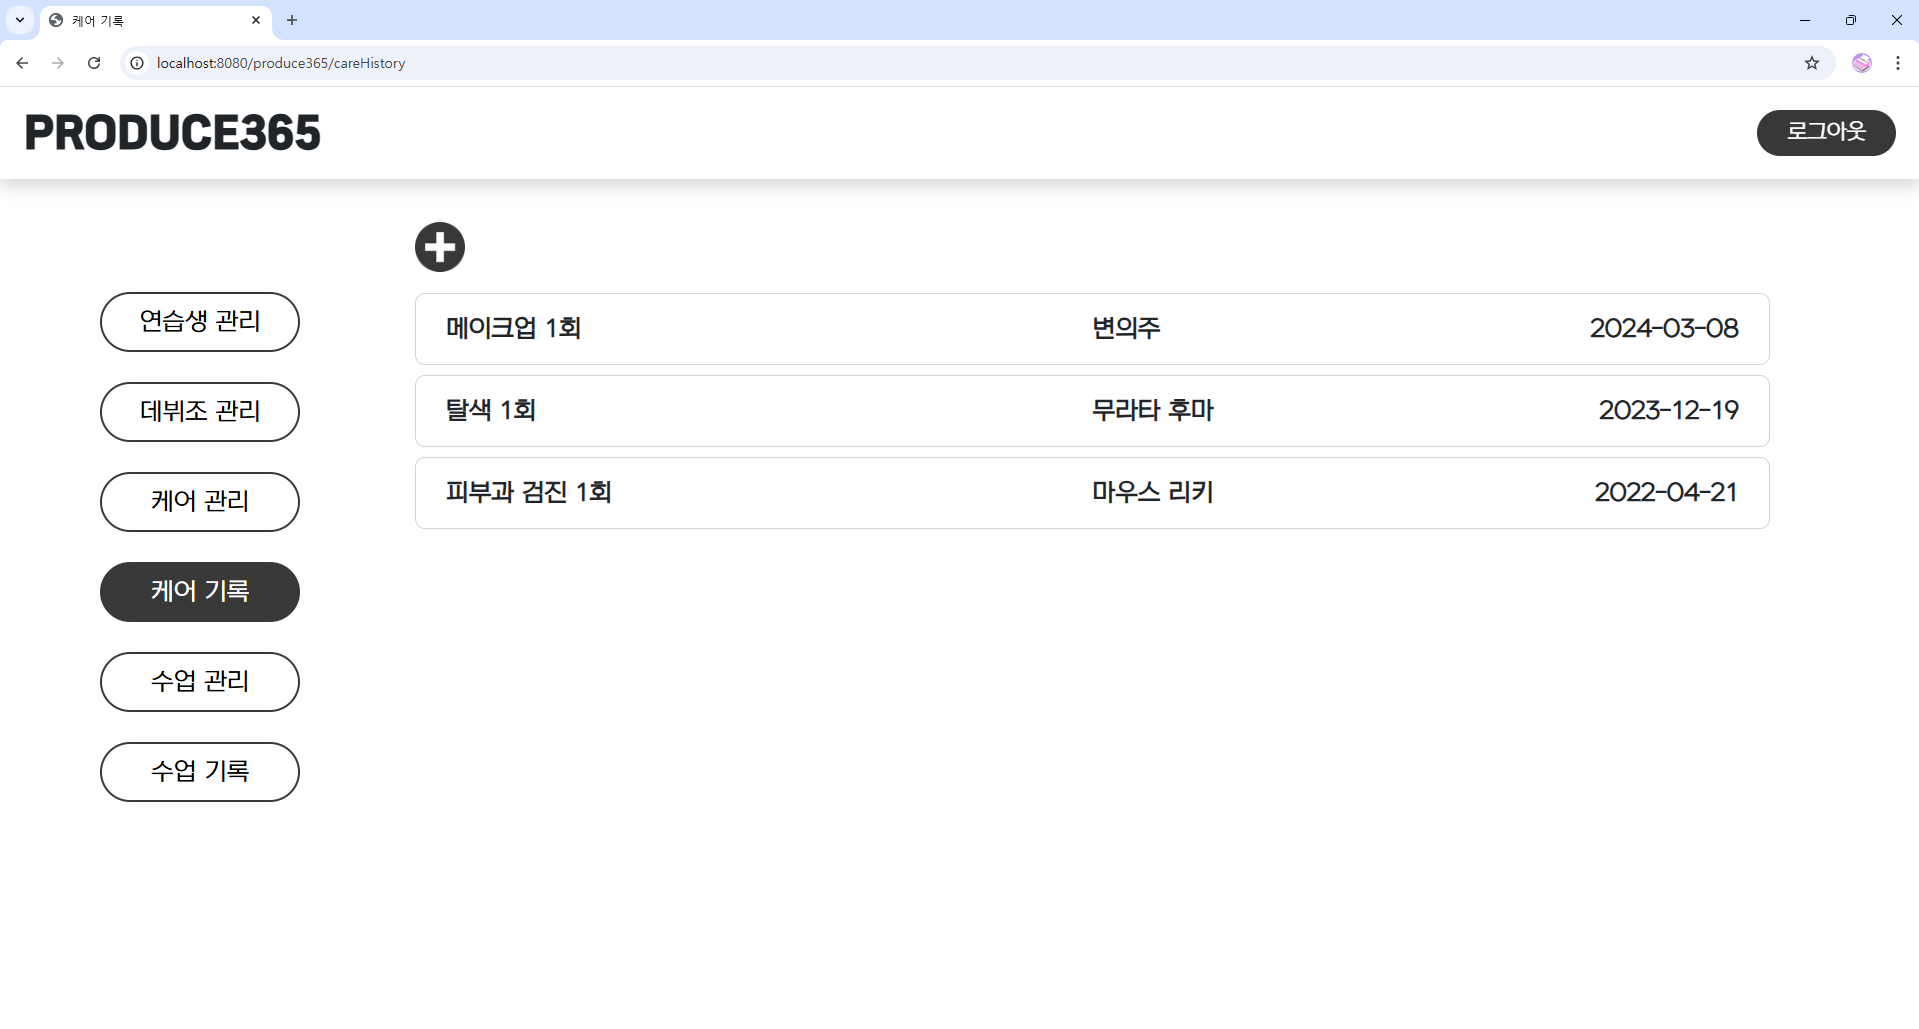 케어 기록
localhost:8080/produce365/careHistory
PRODUCE365
로그아웃
연습생 관리
데뷔조 관리
케어 관리
케어 기록
수업 관리
수업 기록
메이크업 1회 변의주 2024-03-08
탈색 1회 무라타 후마 2023-12-19
피부과 검진 1회 마우스 리키 2022-04-21